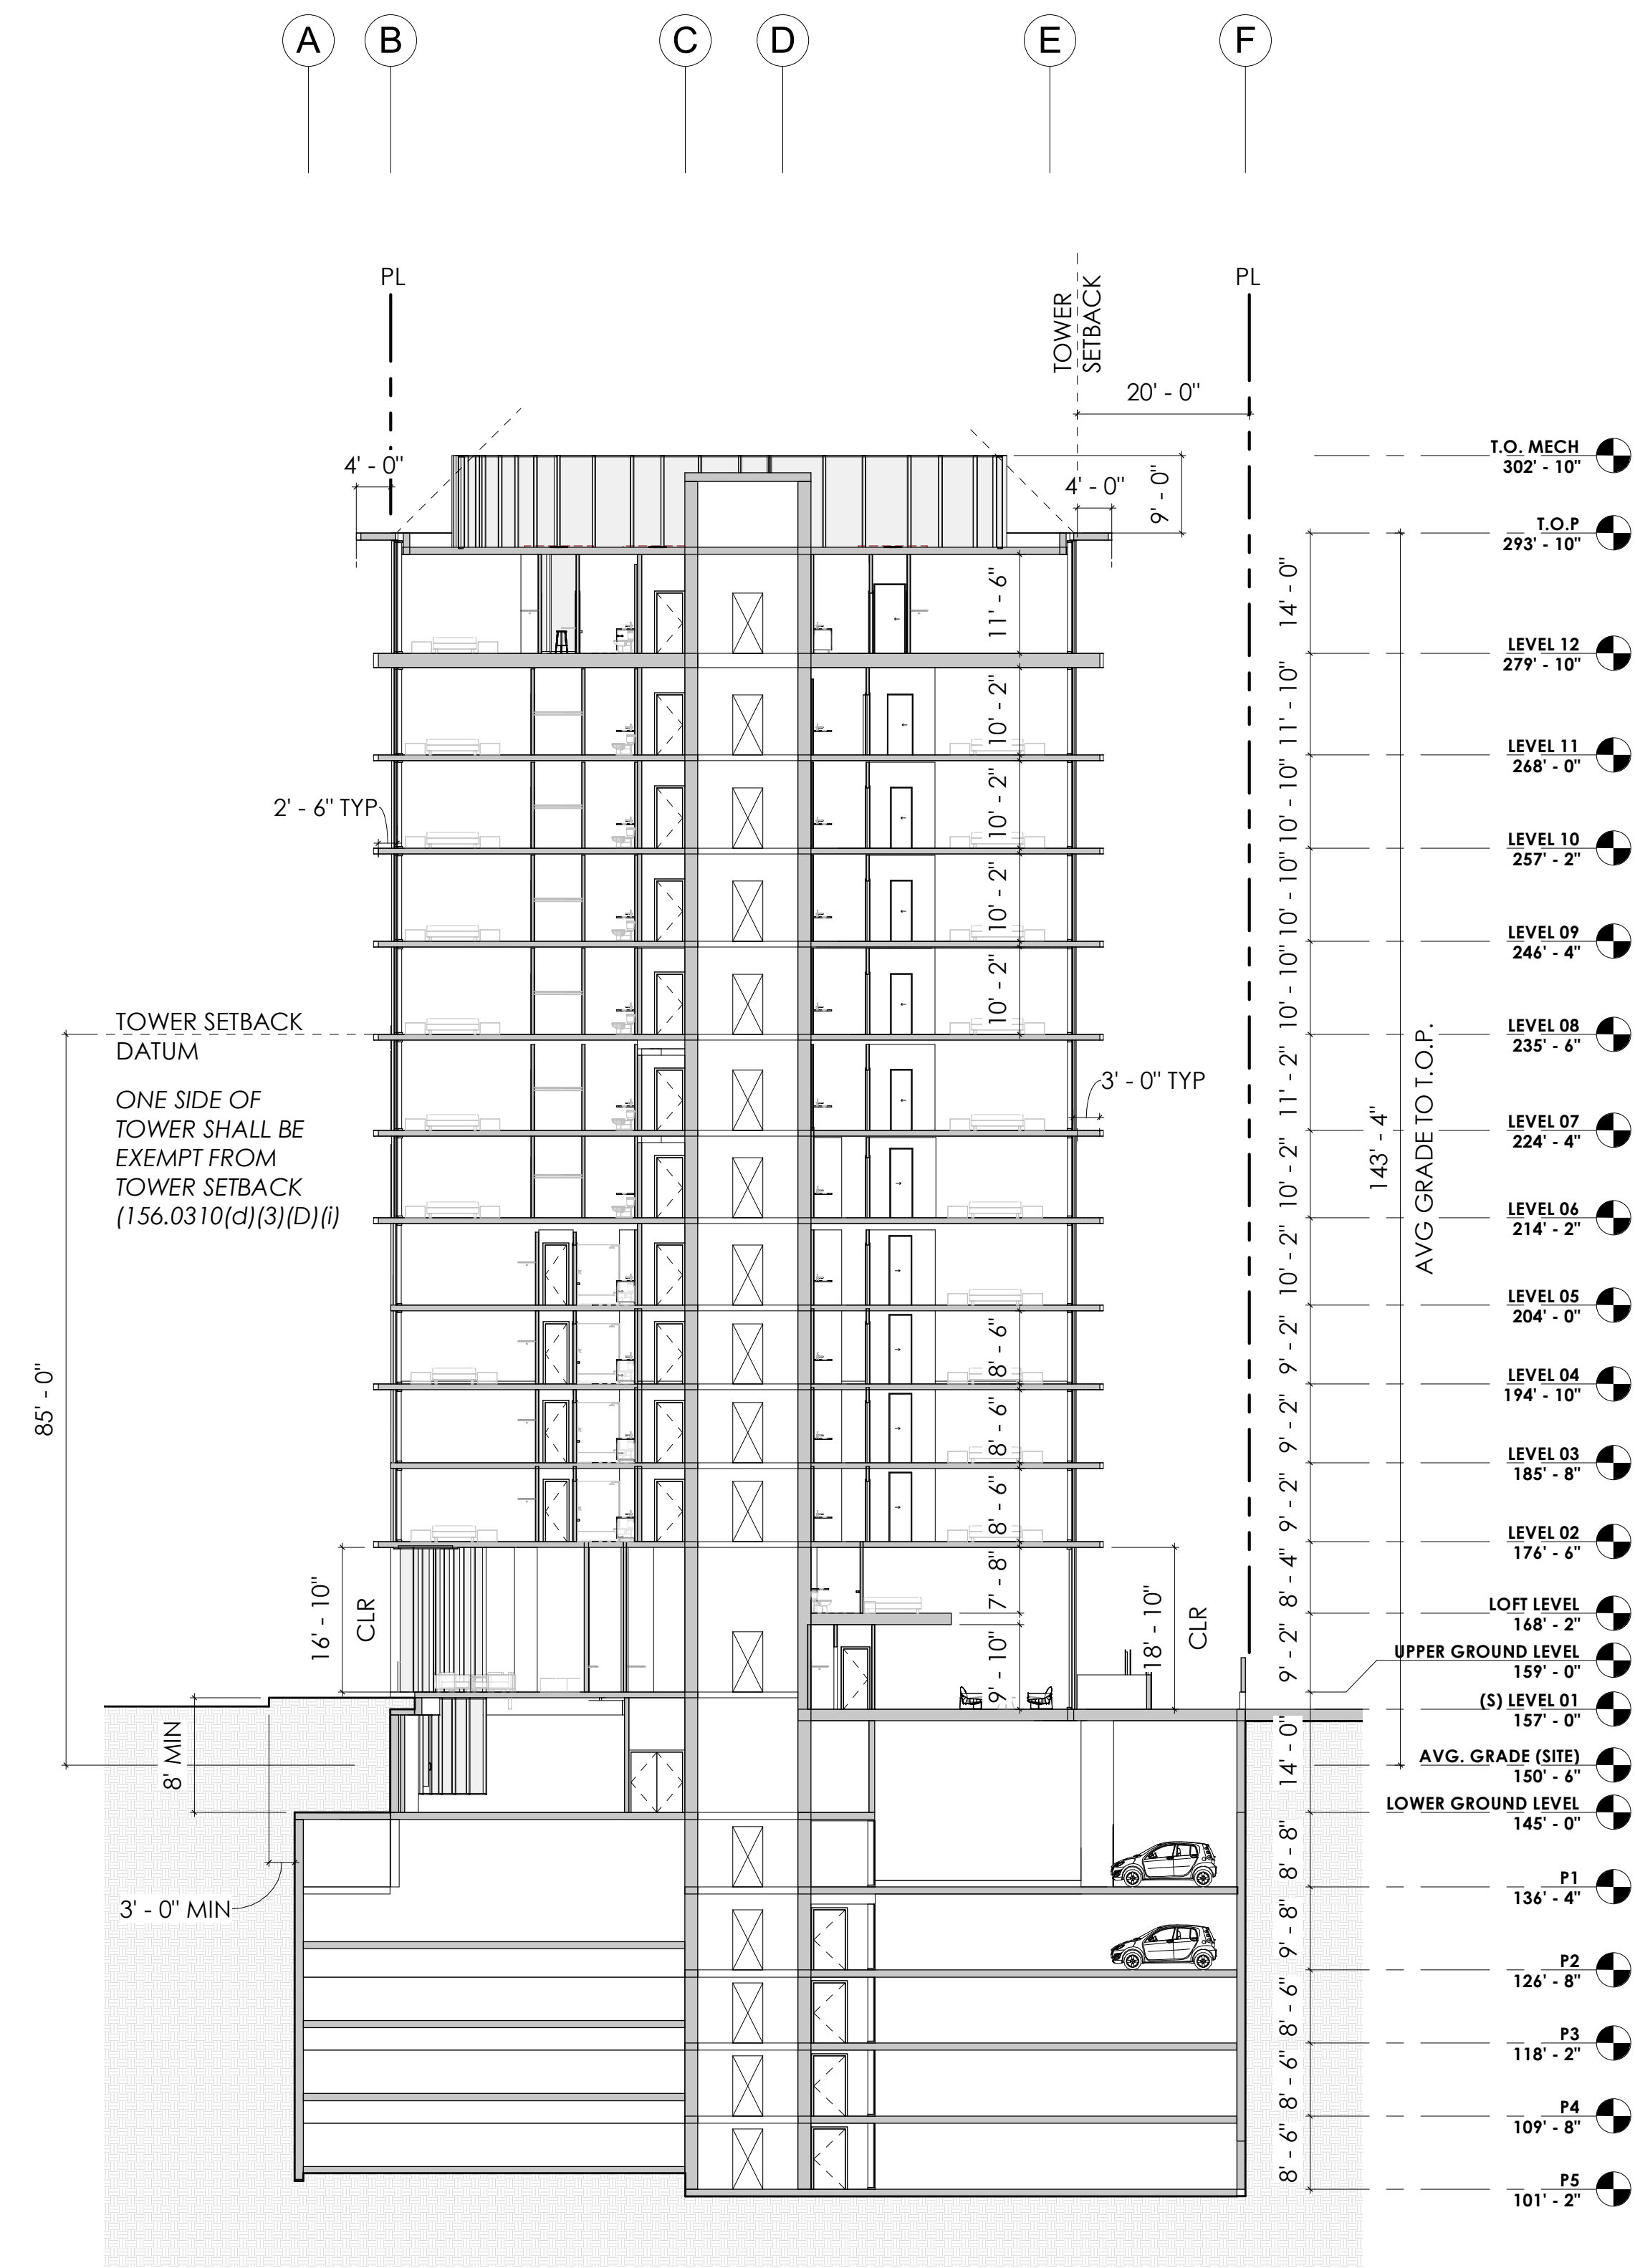 A B C D E F
PL
TOWER
SETBACK
PL
20' - 0"
4' - 0"
4' - 0"
9' - 0"
T.O. MECH
302' - 10"
T.O.P
293' - 10"
11' - 6"
14' - 0"
LEVEL 12
279' - 10"
10' - 2"
11' - 10"
LEVEL 11
268' - 0"
2' - 6" TYP
10' - 2"
10' - 10"
LEVEL 10
257' - 2"
10' - 2"
10' - 10"
LEVEL 09
246' - 4"
10' - 2"
10' - 10"
LEVEL 08
235' - 6"
TOWER SETBACK
DATUM
ONE SIDE OF
TOWER SHALL BE
EXEMPT FROM
TOWER SETBACK
(156.0310(d)(3)(D)(i)
3' - 0" TYP
11' - 2"
LEVEL 07
224' - 4"
143' - 4"
AVG GRADE TO T.O.P.
10' - 2"
LEVEL 06
214' - 2"
10' - 2"
LEVEL 05
204' - 0"
85' - 0"
8' - 6"
9' - 2"
LEVEL 04
194' - 10"
8' - 6"
9' - 2"
LEVEL 03
185' - 8"
8' - 6"
9' - 2"
LEVEL 02
176' - 6"
16' - 10"
CLR
7' - 8"
18' - 10"
CLR
8' - 4"
LOFT LEVEL
168' - 2"
9' - 10"
9' - 2"
UPPER GROUND LEVEL
159' - 0"
(S) LEVEL 01
157' - 0"
8' MIN
14' - 0"
AVG. GRADE (SITE)
150' - 6"
LOWER GROUND LEVEL
145' - 0"
8' - 8"
P1
136' - 4"
3' - 0" MIN
9' - 8"
P2
126' - 8"
8' - 6"
P3
118' - 2"
8' - 6"
P4
109' - 8"
8' - 6"
P5
101' - 2"